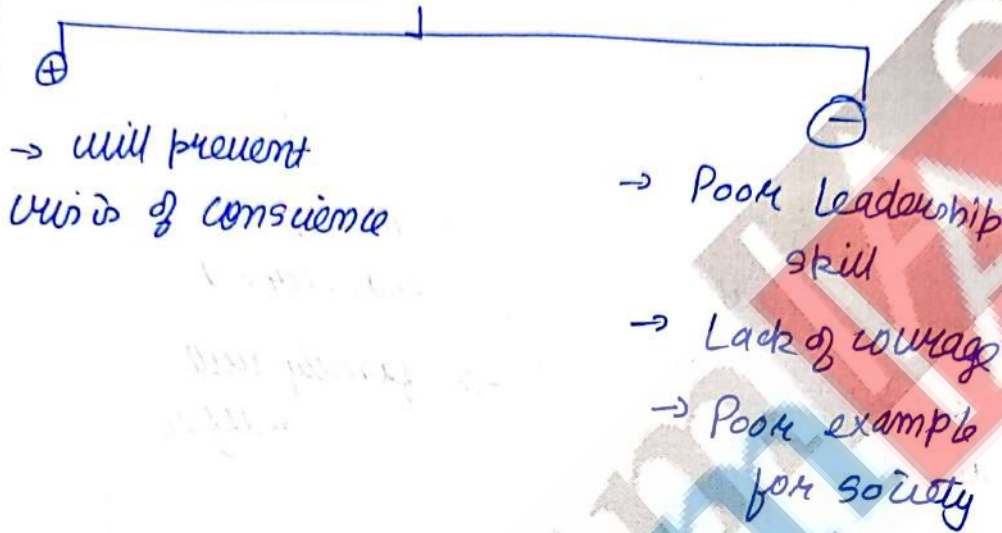 ⊕
⊖
→ will prevent
crisis of conscience
→ Poor Leadership
skill
→ Lack of courage
→ Poor example
for society